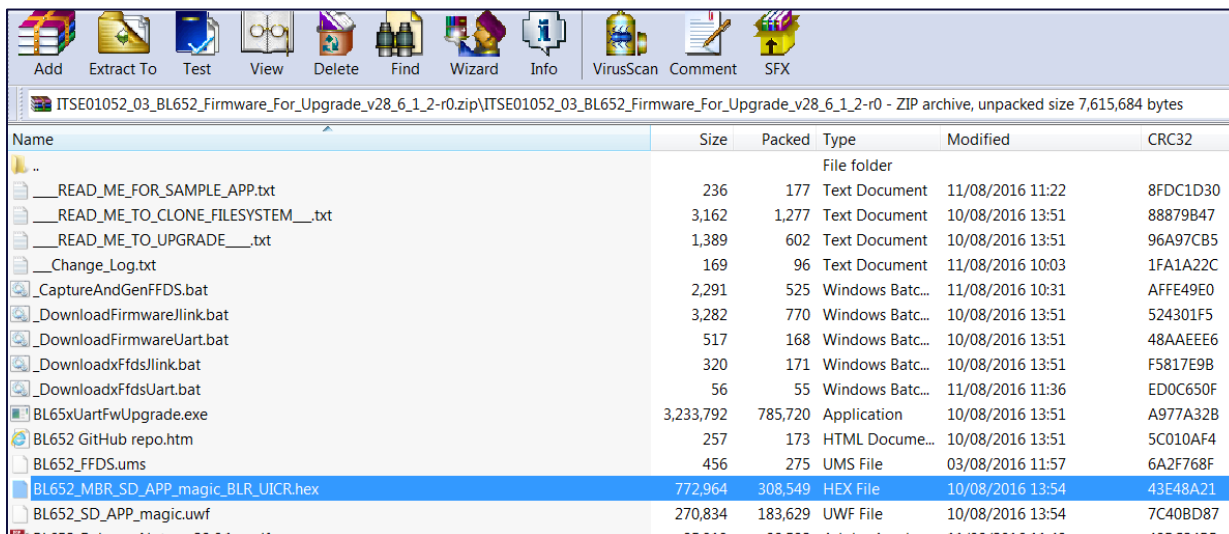 Add Extract To Test View Delete Find Wizard Info VirusScan Comment SFX
ITSE01052_03_BL652_Firmware_For_Upgrade_v28_6_1_2-r0.zip\ITSE01052_03_BL652_Firmware_For_Upgrade_v28_6_1_2-r0 - ZIP archive, unpacked size 7,615,684 bytes
Name Size Packed Type Modified CRC32
.. File folder
___READ_ME_FOR_SAMPLE_APP.txt 236 177 Text Document 11/08/2016 11:22 8FDC1D30
___READ_ME_TO_CLONE_FILESYSTEM__.txt 3,162 1,277 Text Document 10/08/2016 13:51 88879B47
___READ_ME_TO_UPGRADE___.txt 1,389 602 Text Document 10/08/2016 13:51 96A97CB5
__Change_Log.txt 169 96 Text Document 11/08/2016 10:03 1FA1A22C
_CaptureAndGenFFDS.bat 2,291 525 Windows Batc... 11/08/2016 10:31 AFFE49E0
_DownloadFirmwareJlink.bat 3,282 770 Windows Batc... 10/08/2016 13:51 524301F5
_DownloadFirmwareUart.bat 517 168 Windows Batc... 10/08/2016 13:51 48AAEEE6
_DownloadxFfdsJlink.bat 320 171 Windows Batc... 10/08/2016 13:51 F5817E9B
_DownloadxFfdsUart.bat 56 55 Windows Batc... 11/08/2016 11:36 ED0C650F
BL65xUartFwUpgrade.exe 3,233,792 785,720 Application 10/08/2016 13:51 A977A32B
BL652 GitHub repo.htm 257 173 HTML Docume... 10/08/2016 13:51 5C010AF4
BL652_FFDS.ums 456 275 UMS File 03/08/2016 11:57 6A2F768F
BL652_MBR_SD_APP_magic_BLR_UICR.hex 772,964 308,549 HEX File 10/08/2016 13:54 43E48A21
BL652_SD_APP_magic.uwf 270,834 183,629 UWF File 10/08/2016 13:54 7C40BD87